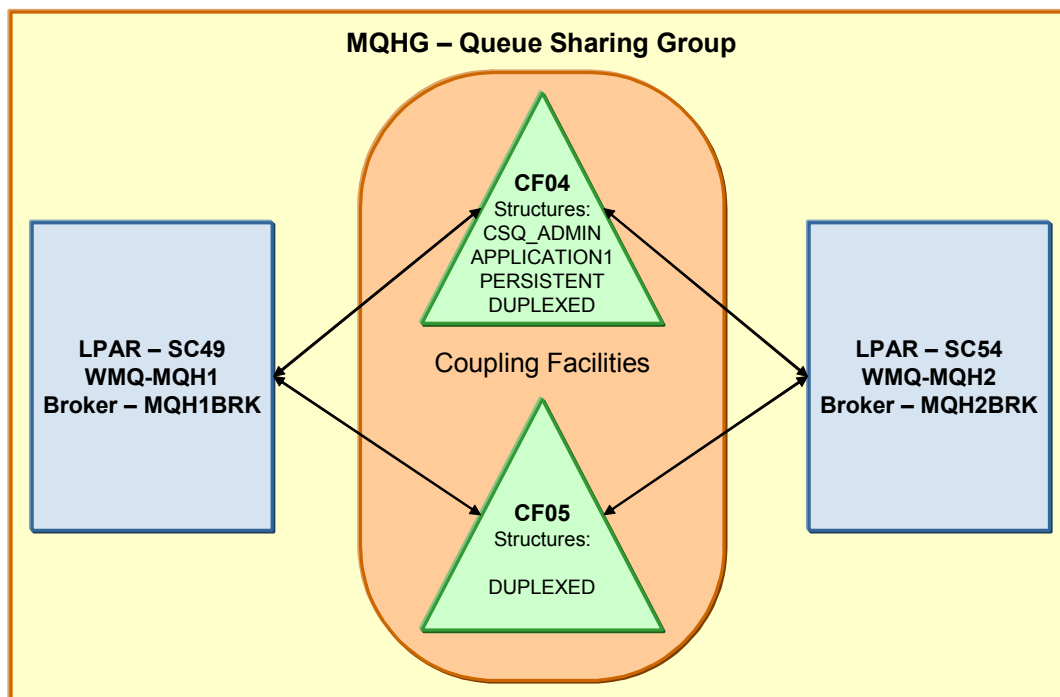 MQHG – Queue Sharing Group
CF04
Structures:
CSQ_ADMIN
APPLICATION1
PERSISTENT
DUPLEXED
LPAR – SC49
WMQ-MQH1
Broker – MQH1BRK
Coupling Facilities
LPAR – SC54
WMQ-MQH2
Broker – MQH2BRK
CF05
Structures:
DUPLEXED